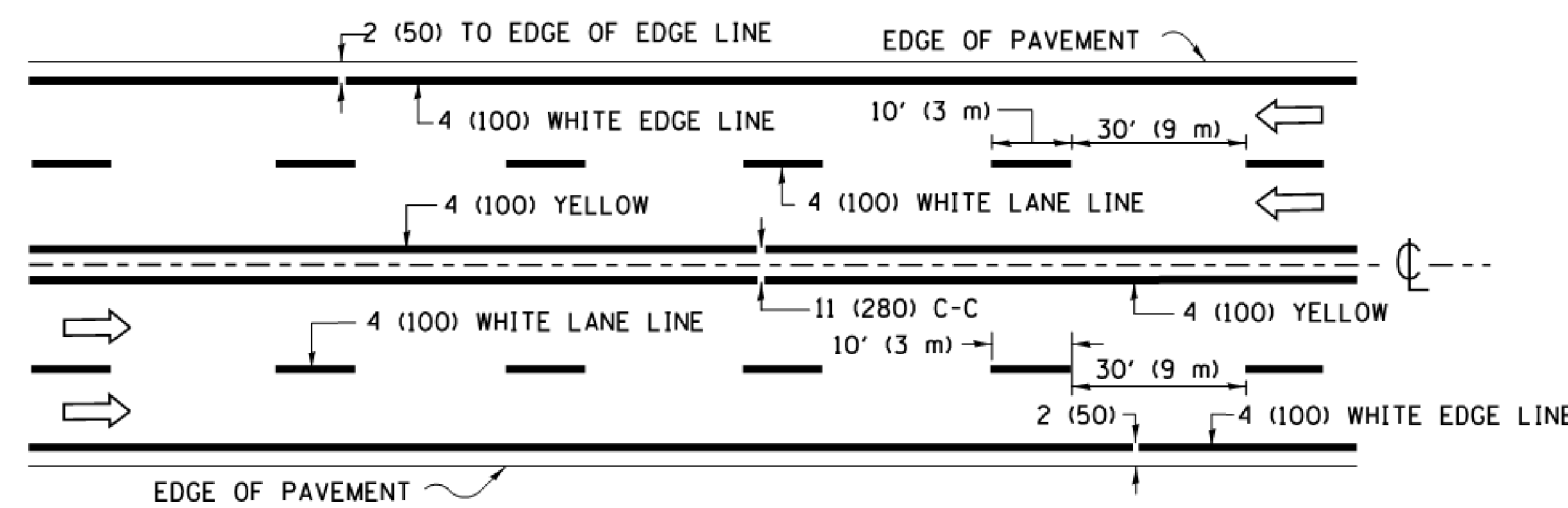 2 (50) TO EDGE OF EDGE LINE
EDGE OF PAVEMENT
10' (3 m)
4 (100) WHITE EDGE LINE
30' (9 m)
4 (100) YELLOW
4 (100) WHITE LANE LINE
CL
11 (280) C-C
4 (100) YELLOW
4 (100) WHITE LANE LINE
10' (3 m)
30' (9 m)
2 (50)
4 (100) WHITE EDGE LINE
EDGE OF PAVEMENT